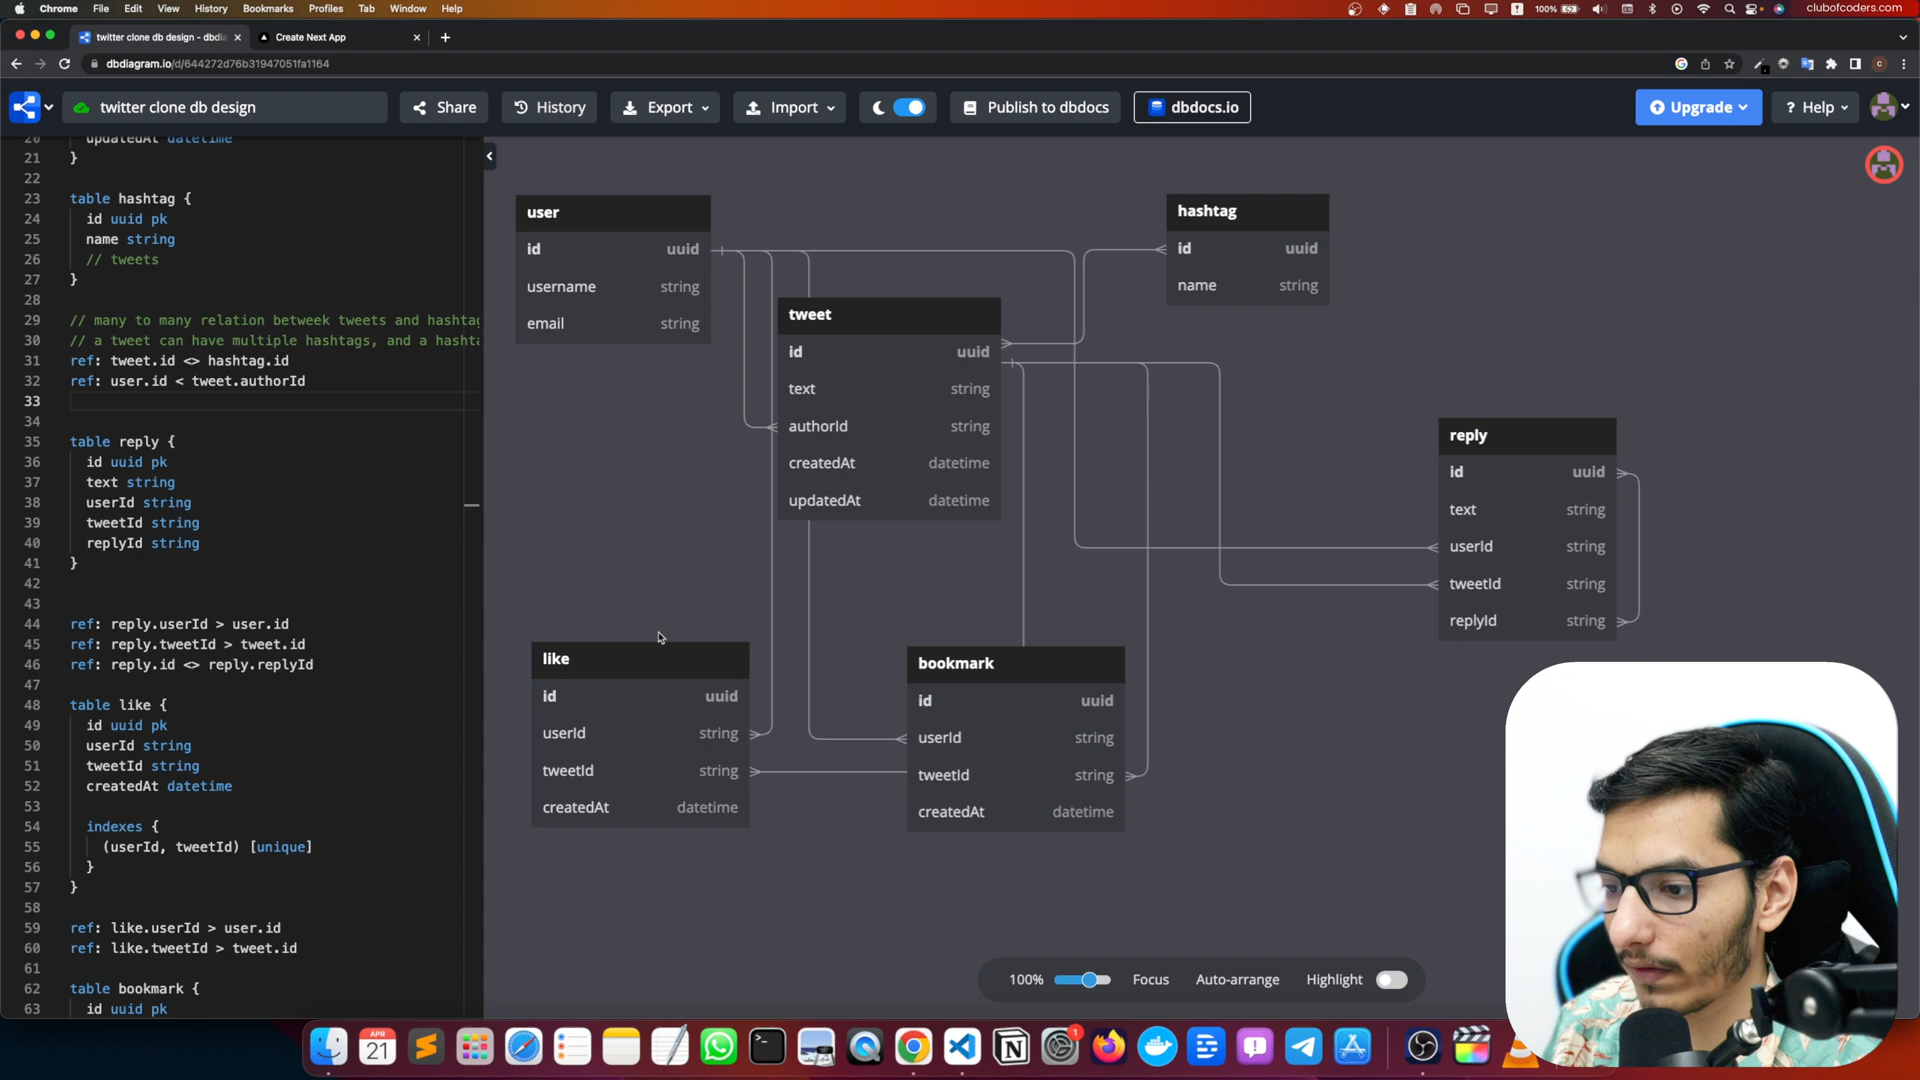 Chrome File Edit View History Bookmarks Profiles Tab Window Help
100% clubofcoders.com
twitter clone db design - dbdia
Create Next App
dbdiagram.io/d/644272d76b31947051fa1164
twitter clone db design
Share
History
Export
Import
Publish to dbdocs
dbdocs.io
Upgrade
Help
20 updatedAt datetime
21 }
22
23 table hashtag {
24 id uuid pk
25 name string
26 // tweets
27 }
28
29 // many to many relation betweek tweets and hashtag
30 // a tweet can have multiple hashtags, and a hashta
31 ref: tweet.id <> hashtag.id
32 ref: user.id < tweet.authorId
33
34
35 table reply {
36 id uuid pk
37 text string
38 userId string
39 tweetId string
40 replyId string
41 }
42
43
44 ref: reply.userId > user.id
45 ref: reply.tweetId > tweet.id
46 ref: reply.id <> reply.replyId
47
48 table like {
49 id uuid pk
50 userId string
51 tweetId string
52 createdAt datetime
53
54 indexes {
55 (userId, tweetId) [unique]
56 }
57 }
58
59 ref: like.userId > user.id
60 ref: like.tweetId > tweet.id
61
62 table bookmark {
63 id uuid pk
user
id uuid
username string
email string
tweet
id uuid
text string
authorId string
createdAt datetime
updatedAt datetime
hashtag
id uuid
name string
reply
id uuid
text string
userId string
tweetId string
replyId string
like
id uuid
userId string
tweetId string
createdAt datetime
bookmark
id uuid
userId string
tweetId string
createdAt datetime
100% Focus Auto-arrange Highlight
APR
21
1